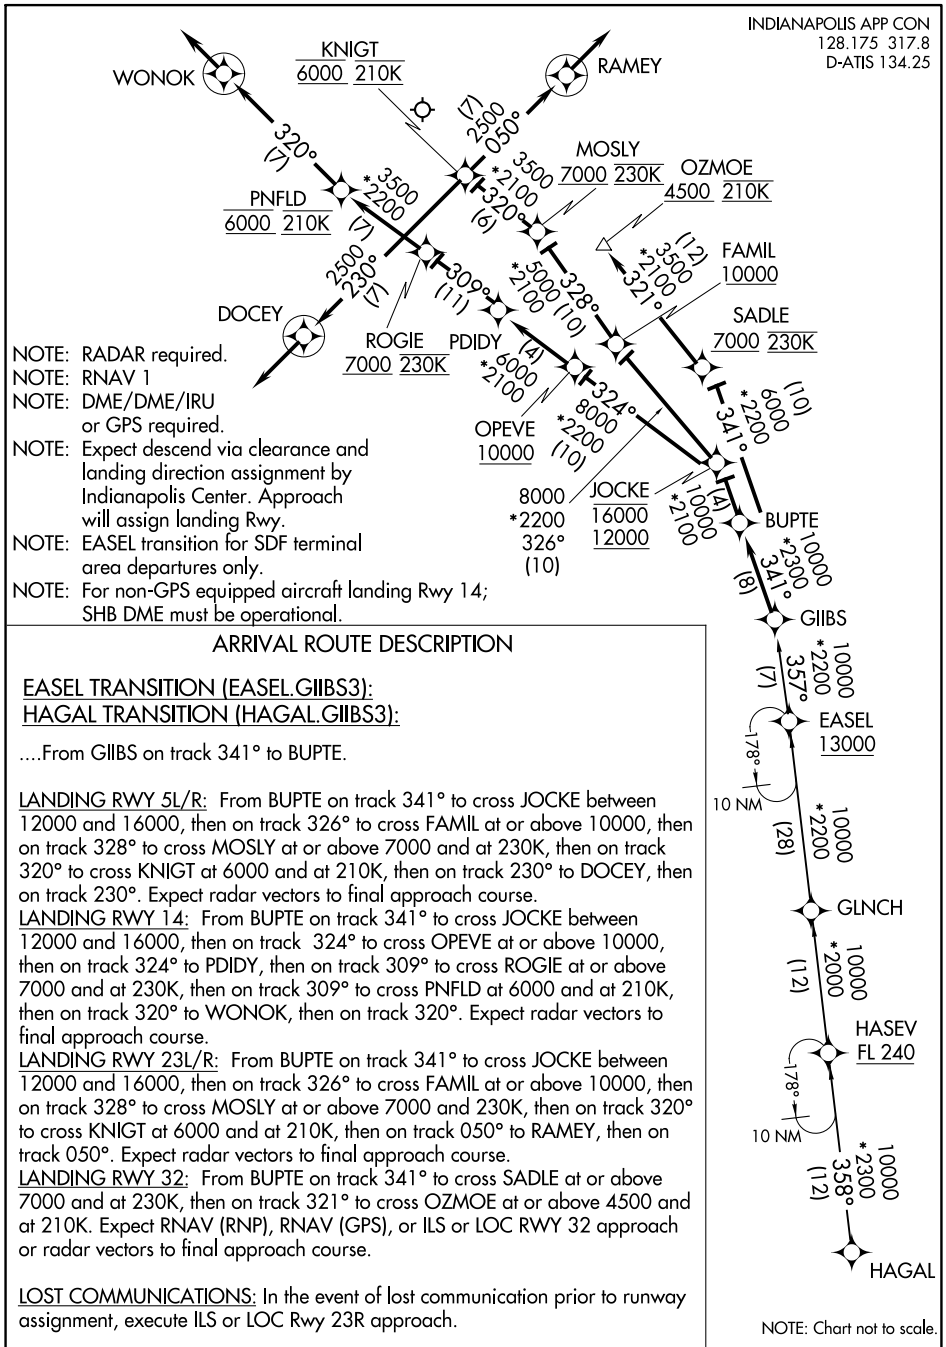 INDIANAPOLIS APP CON
128.175 317.8
D-ATIS 134.25
KNIGT
6000 210K
WONOK
RAMEY
320°
(7)
(7)
2500
050°
MOSLY
7000 230K
OZMOE
4500 210K
PNFLD
6000 210K
3500
*2200
(7)
3500
*2100
320°
(6)
FAMIL
10000
(12)
3500
*2100
321°
2500
230°
(7)
309°
(11)
5000
*2100
328°
(10)
DOCEY
ROGIE
7000 230K
PDIDY
(4)
6000
*2100
SADLE
7000 230K
OPEVE
10000
324°
8000
*2200
(10)
(10)
6000
*2200
341°
8000
*2200
326°
(10)
JOCKE
16000
12000
(4)
10000
*2100
BUPTE
10000
*2300
341°
(8)
GIIBS
10000
*2200
357°
(7)
EASEL
13000
178°
10 NM
10000
*2200
(28)
GLNCH
10000
*2000
(12)
HASEV
FL 240
178°
10 NM
10000
*2300
358°
(12)
HAGAL
NOTE: RADAR required.
NOTE: RNAV 1
NOTE: DME/DME/IRU
or GPS required.
NOTE: Expect descend via clearance and
landing direction assignment by
Indianapolis Center. Approach
will assign landing Rwy.
NOTE: EASEL transition for SDF terminal
area departures only.
NOTE: For non-GPS equipped aircraft landing Rwy 14;
SHB DME must be operational.
ARRIVAL ROUTE DESCRIPTION
EASEL TRANSITION (EASEL.GIIBS3):
HAGAL TRANSITION (HAGAL.GIIBS3):
....From GIIBS on track 341° to BUPTE.
LANDING RWY 5L/R: From BUPTE on track 341° to cross JOCKE between
12000 and 16000, then on track 326° to cross FAMIL at or above 10000, then
on track 328° to cross MOSLY at or above 7000 and at 230K, then on track
320° to cross KNIGT at 6000 and at 210K, then on track 230° to DOCEY, then
on track 230°. Expect radar vectors to final approach course.
LANDING RWY 14: From BUPTE on track 341° to cross JOCKE between
12000 and 16000, then on track 324° to cross OPEVE at or above 10000,
then on track 324° to PDIDY, then on track 309° to cross ROGIE at or above
7000 and at 230K, then on track 309° to cross PNFLD at 6000 and at 210K,
then on track 320° to WONOK, then on track 320°. Expect radar vectors to
final approach course.
LANDING RWY 23L/R: From BUPTE on track 341° to cross JOCKE between
12000 and 16000, then on track 326° to cross FAMIL at or above 10000, then
on track 328° to cross MOSLY at or above 7000 and 230K, then on track 320°
to cross KNIGT at 6000 and at 210K, then on track 050° to RAMEY, then on
track 050°. Expect radar vectors to final approach course.
LANDING RWY 32: From BUPTE on track 341° to cross SADLE at or above
7000 and at 230K, then on track 321° to cross OZMOE at or above 4500 and
at 210K. Expect RNAV (RNP), RNAV (GPS), or ILS or LOC RWY 32 approach
or radar vectors to final approach course.
LOST COMMUNICATIONS: In the event of lost communication prior to runway
assignment, execute ILS or LOC Rwy 23R approach.
NOTE: Chart not to scale.